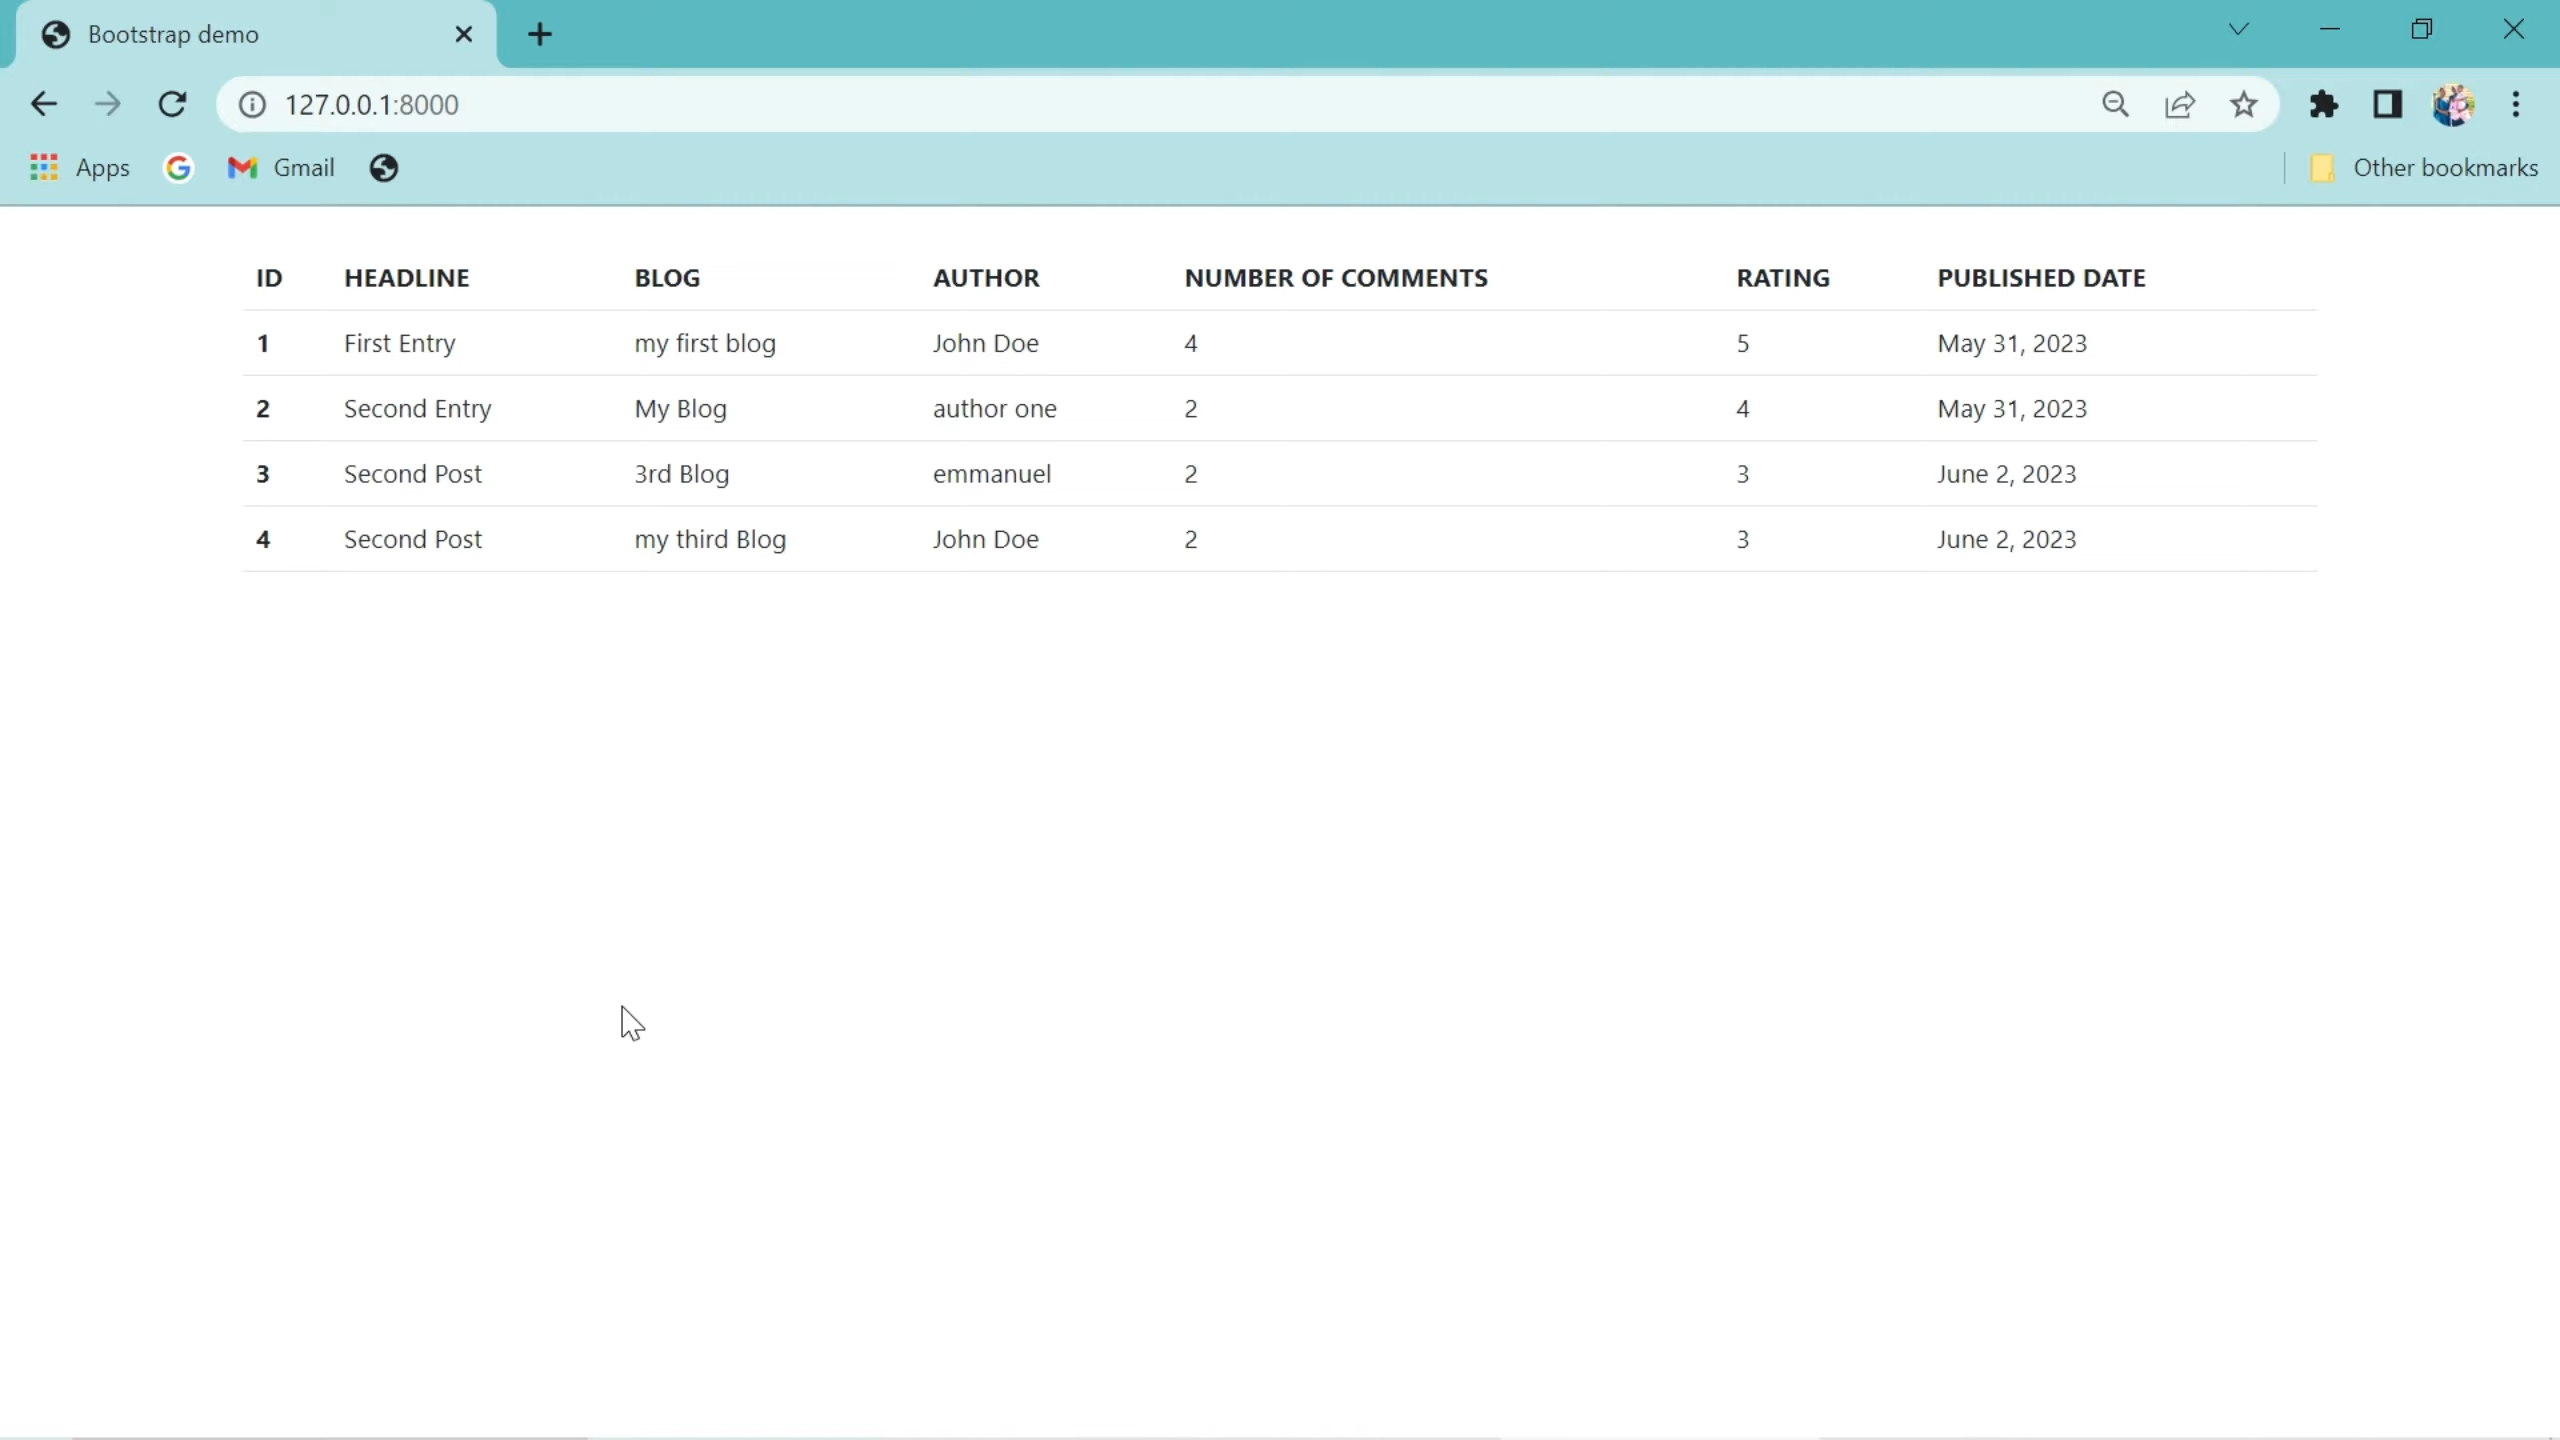 Bootstrap demo
127.0.0.1:8000
Apps Gmail Other bookmarks
ID HEADLINE BLOG AUTHOR NUMBER OF COMMENTS RATING PUBLISHED DATE
1 First Entry my first blog John Doe 4 5 May 31, 2023
2 Second Entry My Blog author one 2 4 May 31, 2023
3 Second Post 3rd Blog emmanuel 2 3 June 2, 2023
4 Second Post my third Blog John Doe 2 3 June 2, 2023